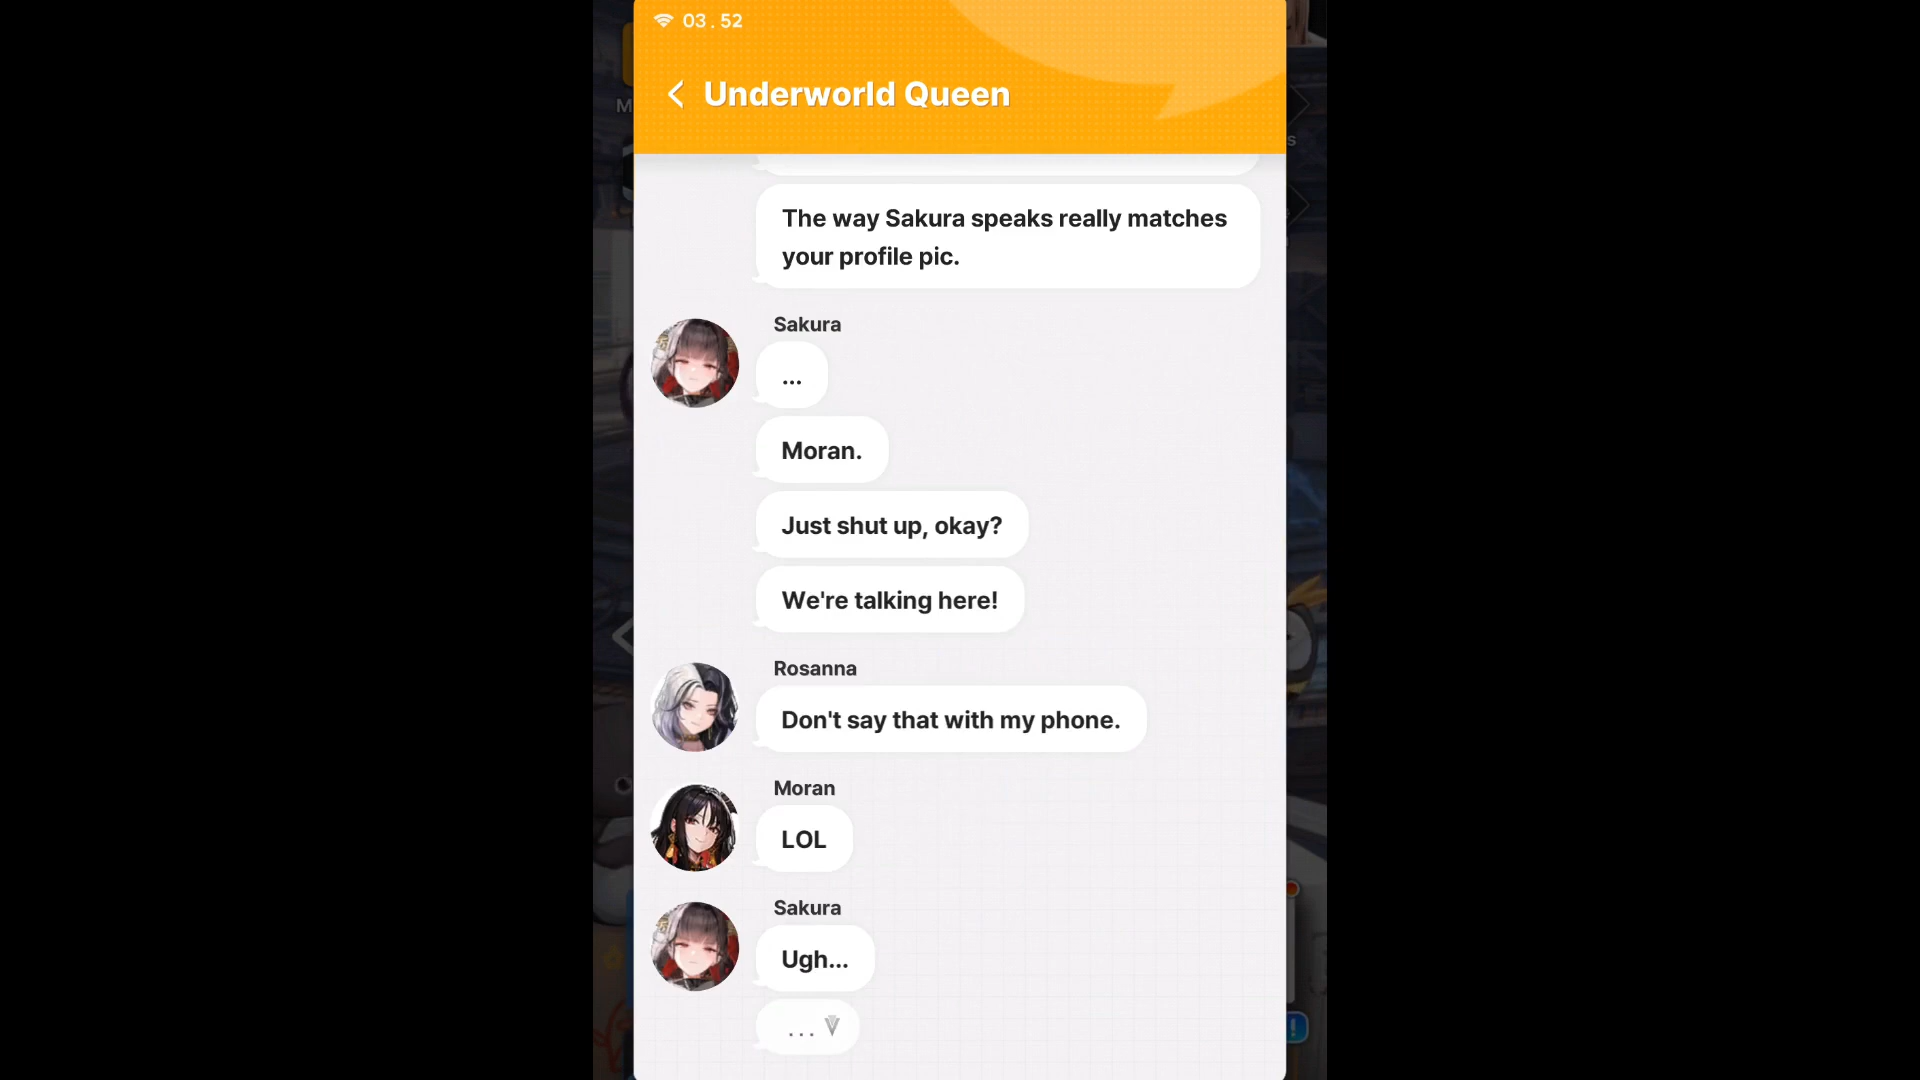 03.52
Underworld Queen
The way Sakura speaks really matches
your profile pic.
Sakura
...
Moran.
Just shut up, okay?
We're talking here!
Rosanna
Don't say that with my phone.
Moran
LOL
Sakura
Ugh...
...